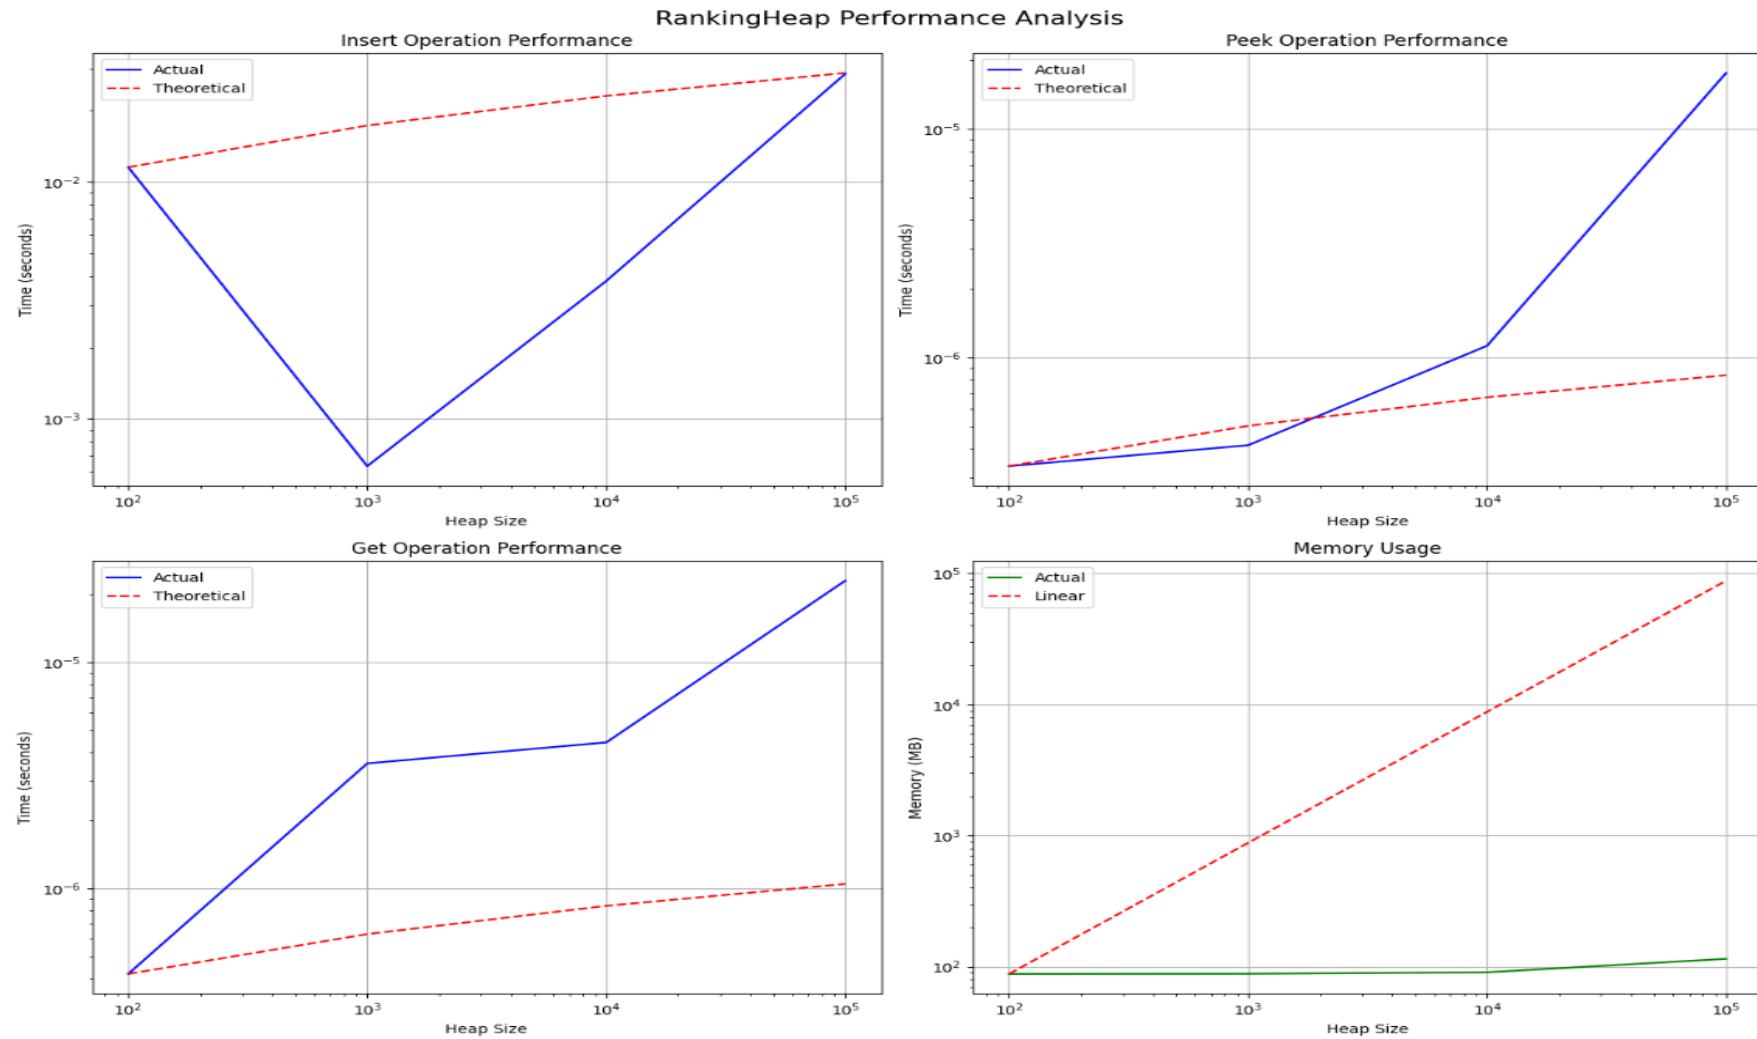 RankingHeap Performance Analysis
Insert Operation Performance
Actual
Theoretical
10⁻²
10⁻³
Time (seconds)
10² 10³ 10⁴ 10⁵
Heap Size
Peek Operation Performance
Actual
Theoretical
10⁻⁵
10⁻⁶
Time (seconds)
10² 10³ 10⁴ 10⁵
Heap Size
Get Operation Performance
Actual
Theoretical
10⁻⁵
10⁻⁶
Time (seconds)
10² 10³ 10⁴ 10⁵
Heap Size
Memory Usage
Actual
Linear
10⁵
10⁴
10³
10²
Memory (MB)
10² 10³ 10⁴ 10⁵
Heap Size